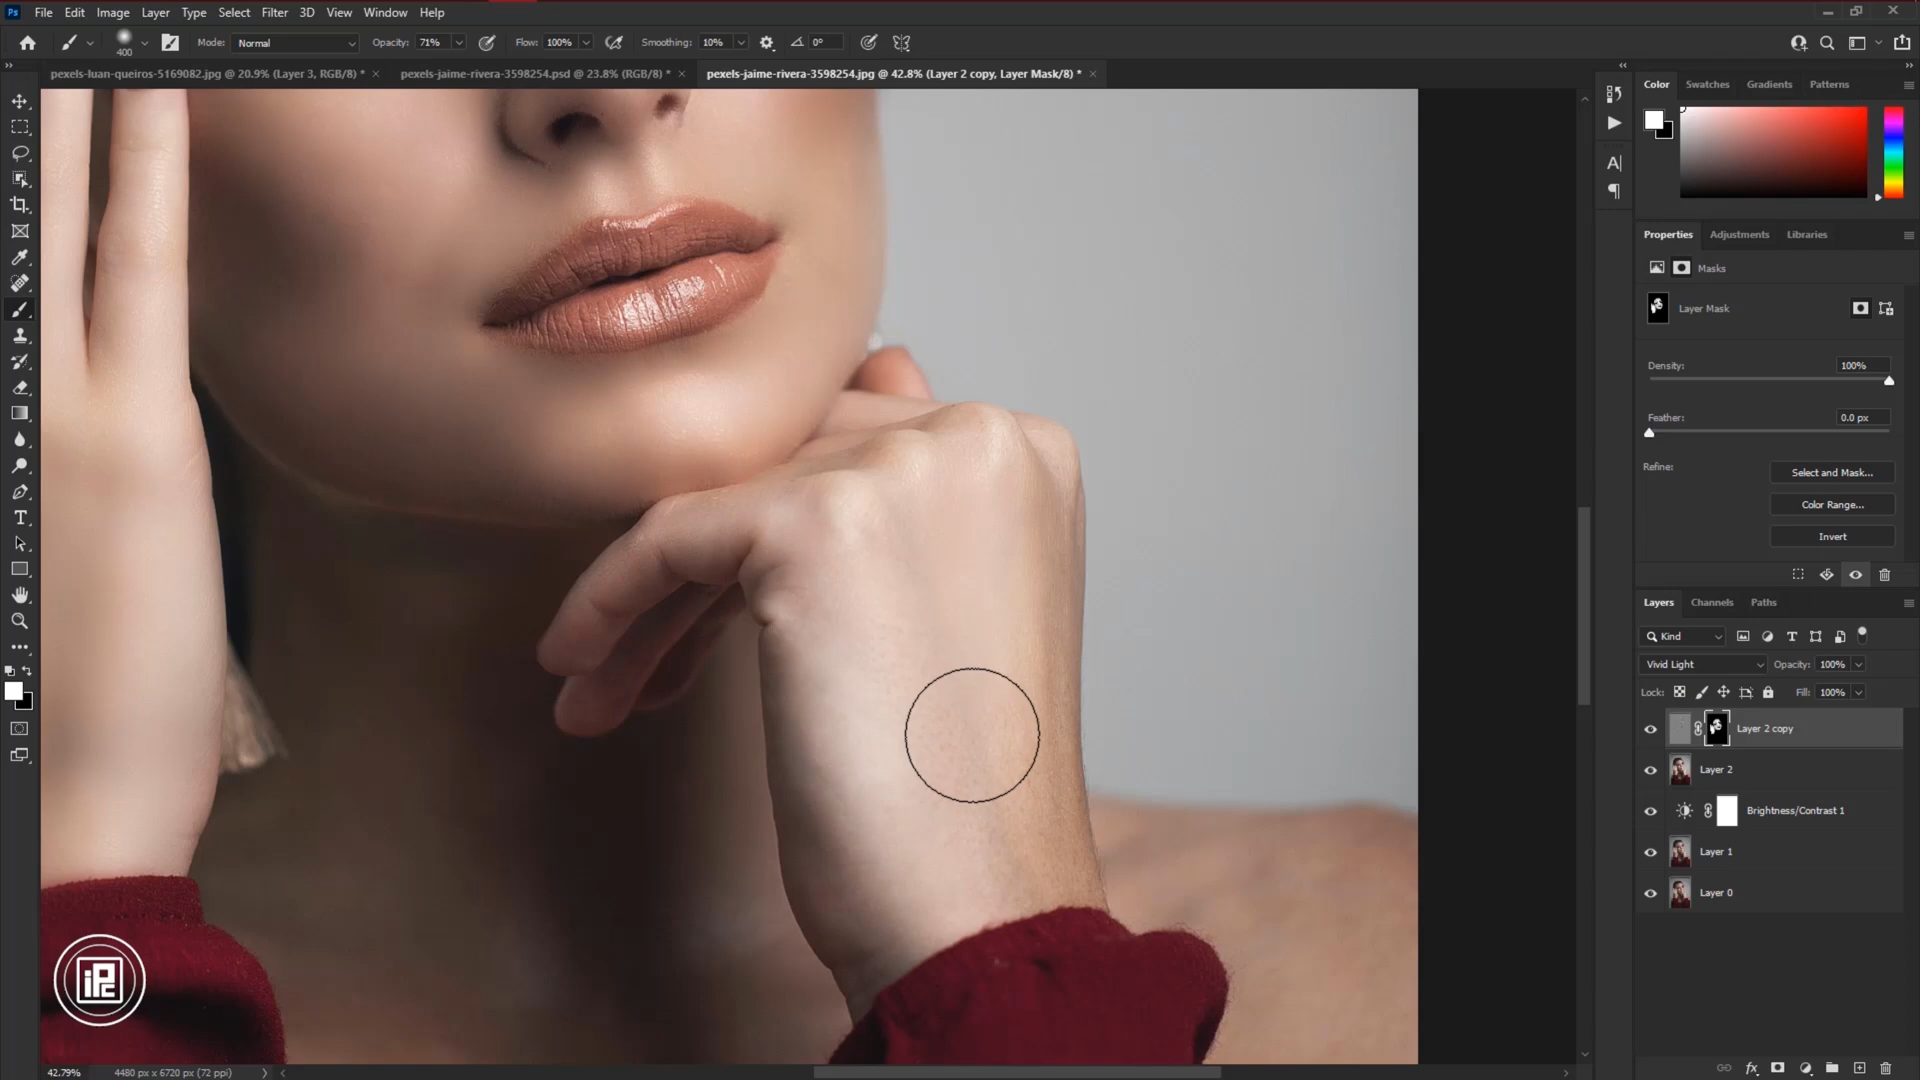 Ps File Edit Image Layer Type Select Filter 3D View Window Help
400 Mode: Normal Opacity: 71% Flow: 100% Smoothing: 10% 0°
pexels-luan-queiros-5169082.jpg @ 20.9% (Layer 3, RGB/8) * × pexels-jaime-rivera-3598254.psd @ 23.8% (RGB/8) * × pexels-jaime-rivera-3598254.jpg @ 42.8% (Layer 2 copy, Layer Mask/8) * ×
Color Swatches Gradients Patterns
Properties Adjustments Libraries
Masks
Layer Mask
Density: 100%
Feather: 0.0 px
Refine: Select and Mask...
Color Range...
Invert
Layers Channels Paths
Kind
Vivid Light Opacity: 100%
Lock: Fill: 100%
Layer 2 copy
Layer 2
Brightness/Contrast 1
Layer 1
Layer 0
iPC
42.79% 4480 px x 6720 px (72 ppi)